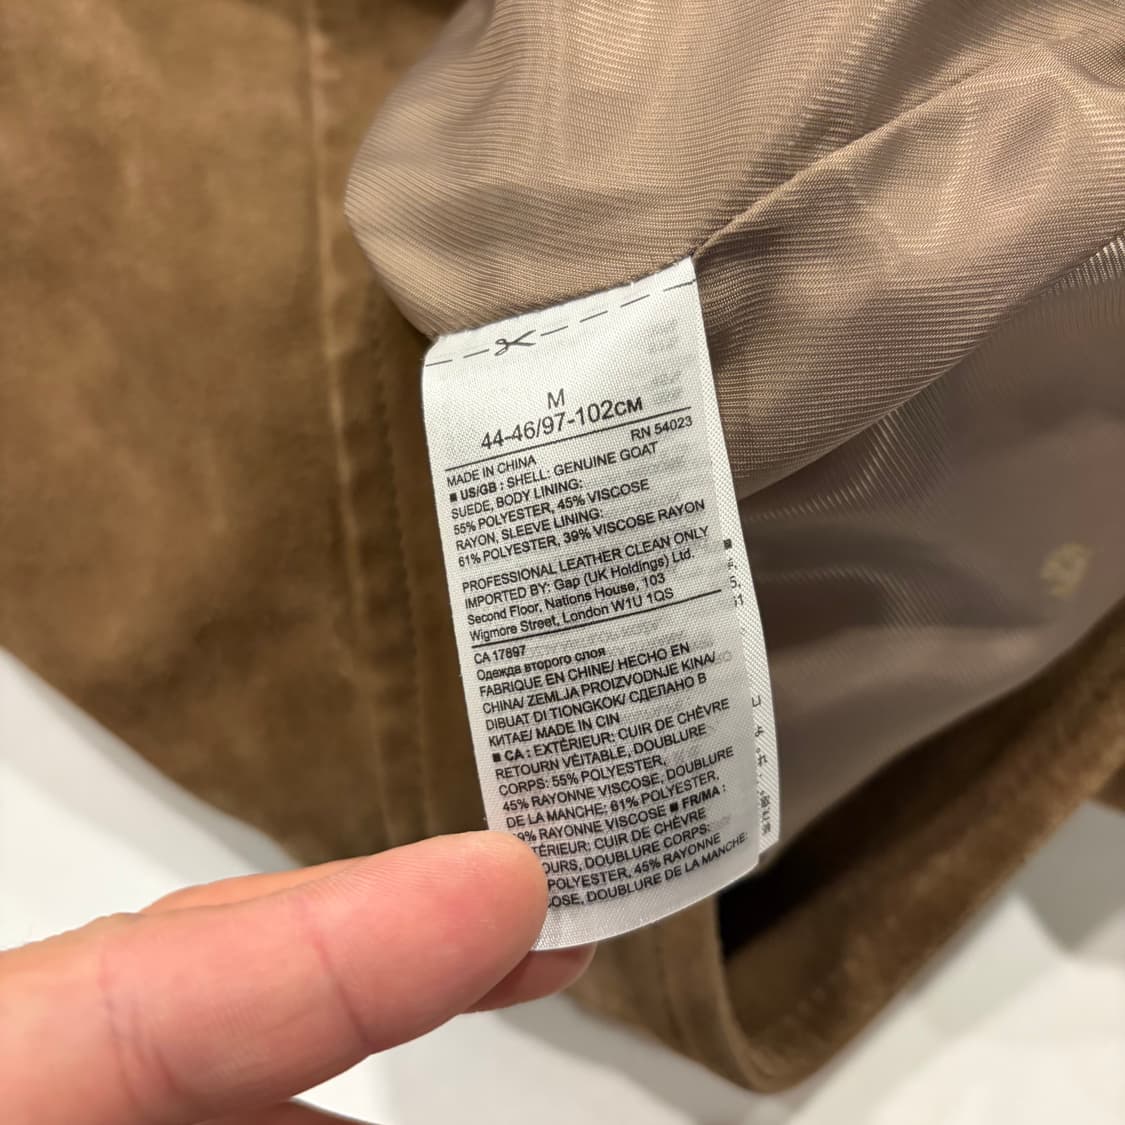 M
44-46/97-102CM
RN 54023
MADE IN CHINA
■ US/GB : SHELL: GENUINE GOAT
SUEDE, BODY LINING:
55% POLYESTER, 45% VISCOSE
RAYON, SLEEVE LINING:
61% POLYESTER, 39% VISCOSE RAYON
PROFESSIONAL LEATHER CLEAN ONLY
IMPORTED BY: Gap (UK Holdings) Ltd.
Second Floor, Nations House, 103
Wigmore Street, London W1U 1QS
CA 17897
Одежда второго слоя
FABRIQUE EN CHINE/ HECHO EN
CHINA/ ZEMLJA PROIZVODNJE KINA/
DIBUAT DI TIONGKOK/ СДЕЛАНО В
КИТАЕ/ MADE IN CIN
■ CA : EXTÉRIEUR: CUIR DE CHÈVRE
RETOURN VÉITABLE, DOUBLURE
CORPS: 55% POLYESTER,
45% RAYONNE VISCOSE, DOUBLURE
DE LA MANCHE: 61% POLYESTER,
9% RAYONNE VISCOSE ■ FR/MA :
TÉRIEUR: CUIR DE CHÈVRE
OURS, DOUBLURE CORPS:
POLYESTER, 45% RAYONNE
OSE, DOUBLURE DE LA MANCHE: